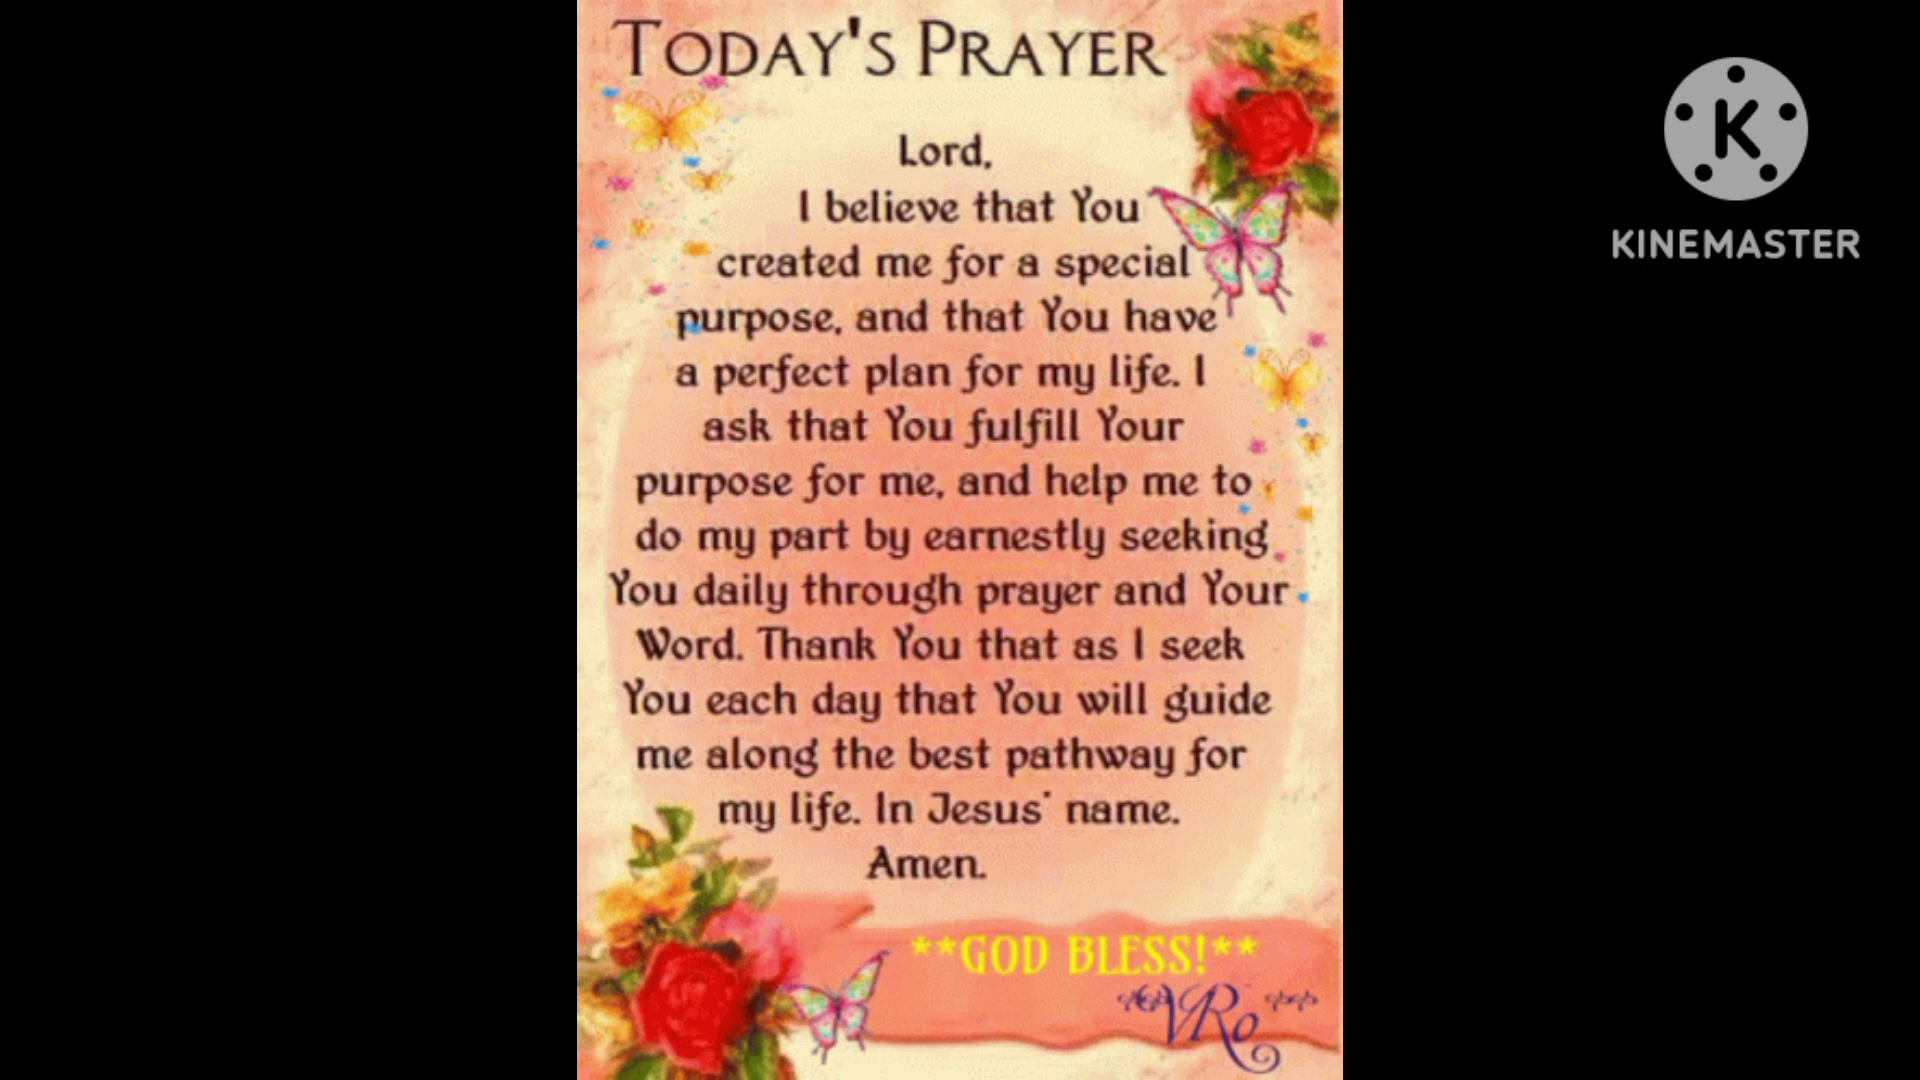 TODAY'S PRAYER
Lord,
I believe that You
created me for a special
purpose, and that You have
a perfect plan for my life. I
ask that You fulfill Your
purpose for me, and help me to
do my part by earnestly seeking
You daily through prayer and Your
Word. Thank You that as I seek
You each day that You will guide
me along the best pathway for
my life. In Jesus' name.
Amen.
**GOD BLESS!**
VRo
K
KINEMASTER